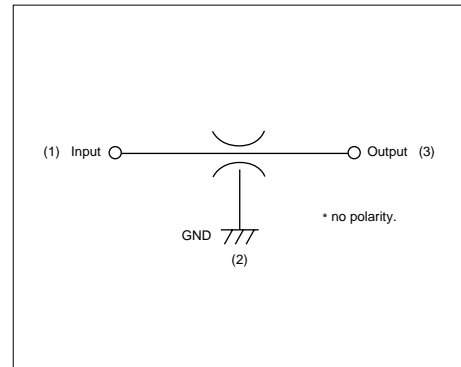 (1) Input Output (3)
* no polarity.
GND
(2)